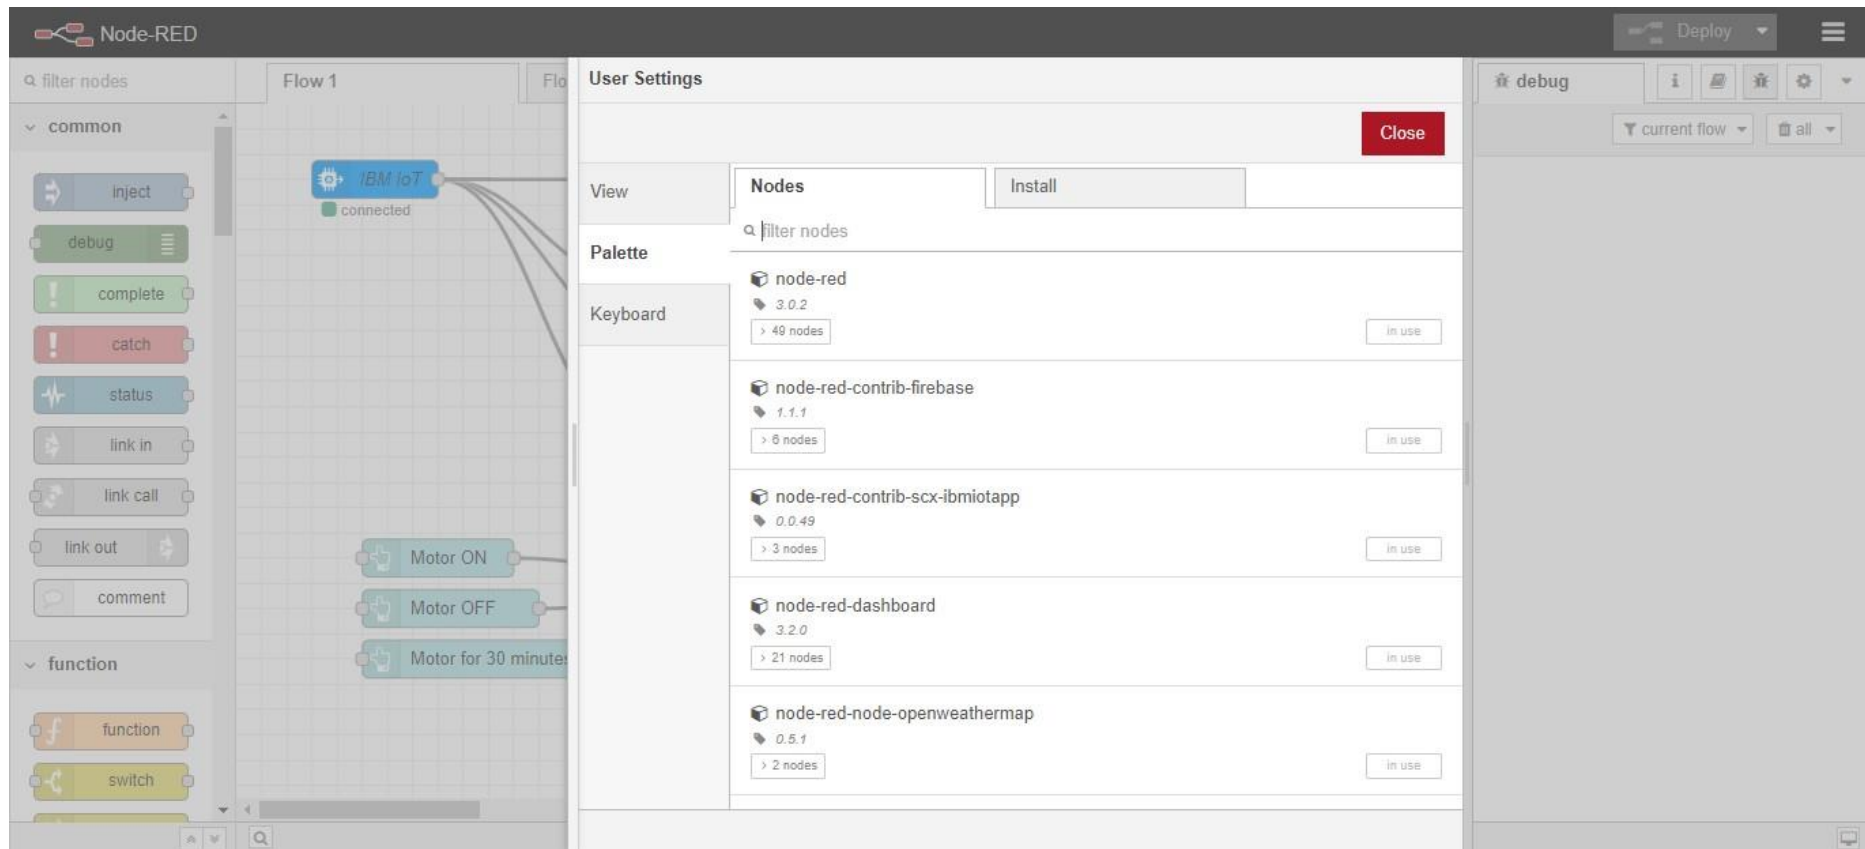 Node-RED
Deploy
filter nodes
Flow 1
Flo
User Settings
debug
i
common
Close
current flow
all
inject
IBM IoT
connected
View
Nodes
Install
debug
filter nodes
Palette
complete
node-red
3.0.2
Keyboard
49 nodes
in use
catch
status
node-red-contrib-firebase
1.1.1
6 nodes
in use
link in
link call
node-red-contrib-scx-ibmiotapp
0.0.49
3 nodes
in use
link out
Motor ON
comment
Motor OFF
node-red-dashboard
3.2.0
21 nodes
in use
function
Motor for 30 minutes
function
node-red-node-openweathermap
0.5.1
2 nodes
in use
switch